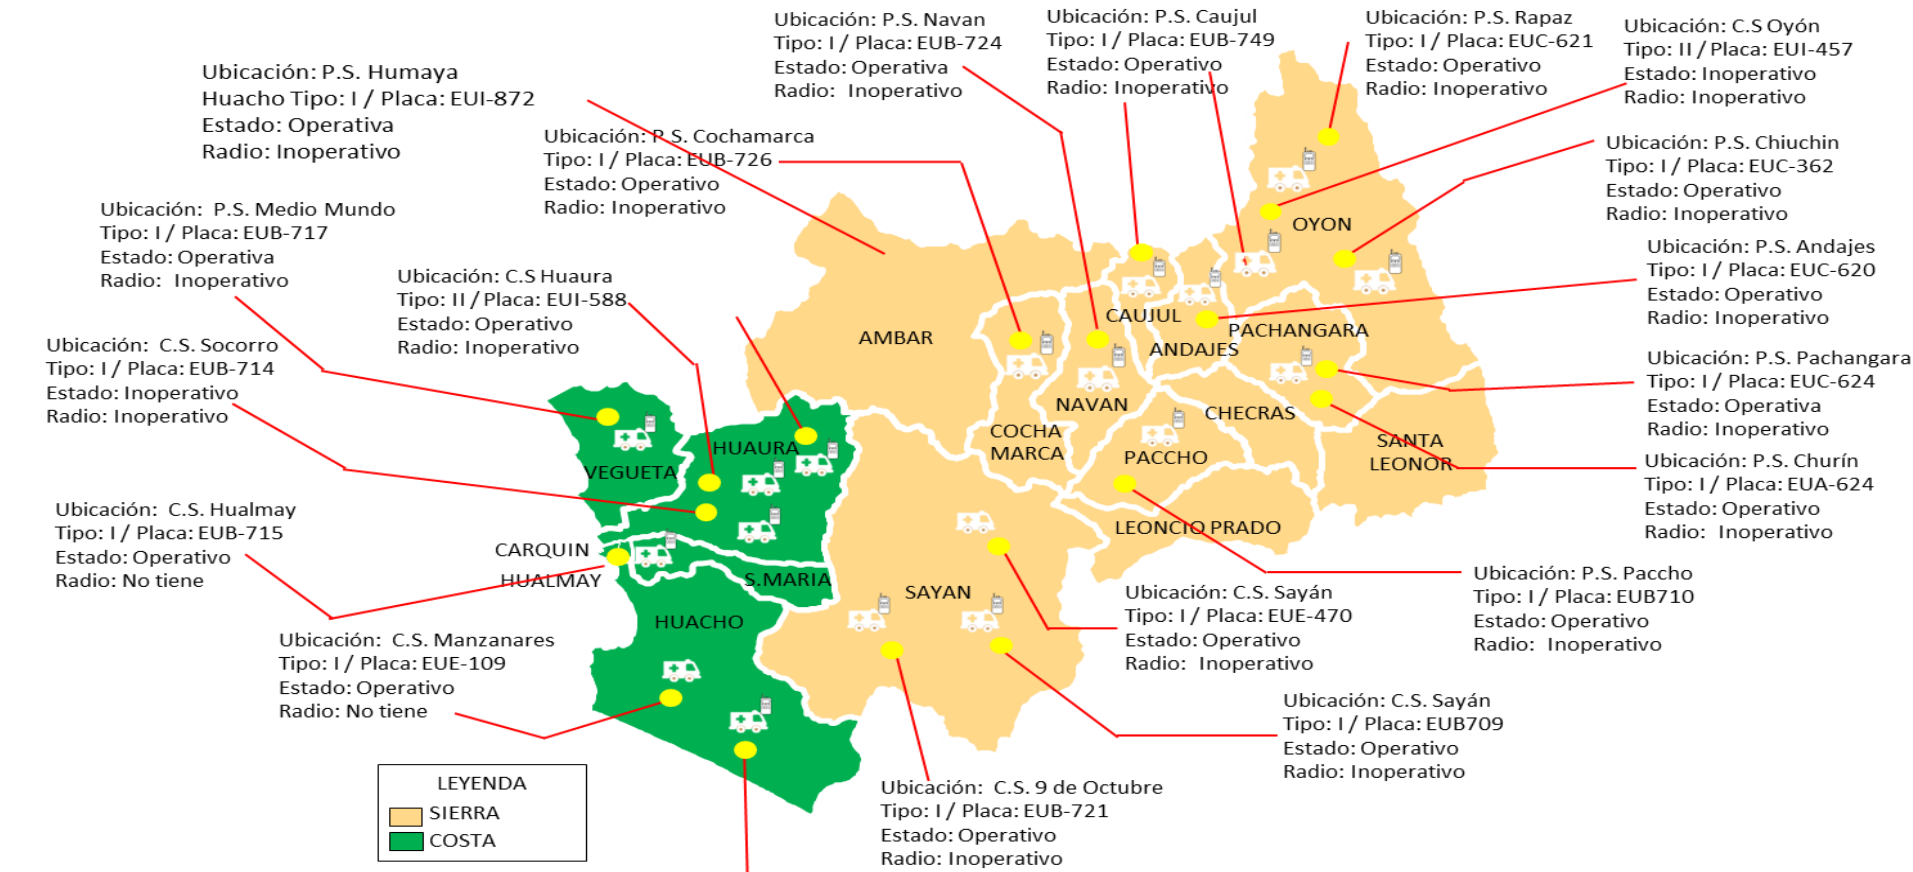 Ubicación: P.S. Humaya
Huacho Tipo: I / Placa: EUI-872
Estado: Operativa
Radio: Inoperativo
Ubicación: P.S. Navan
Tipo: I / Placa: EUB-724
Estado: Operativa
Radio: Inoperativo
Ubicación: P.S. Caujul
Tipo: I / Placa: EUB-749
Estado: Operativo
Radio: Inoperativo
Ubicación: P.S. Rapaz
Tipo: I / Placa: EUC-621
Estado: Operativo
Radio: Inoperativo
Ubicación: C.S Oyón
Tipo: II / Placa: EUI-457
Estado: Inoperativo
Radio: Inoperativo
Ubicación: P.S. Cochamarca
Tipo: I / Placa: EUB-726
Estado: Operativo
Radio: Inoperativo
Ubicación: P.S. Chiuchin
Tipo: I / Placa: EUC-362
Estado: Operativo
Radio: Inoperativo
Ubicación: P.S. Medio Mundo
Tipo: I / Placa: EUB-717
Estado: Operativa
Radio: Inoperativo
Ubicación: P.S. Andajes
Tipo: I / Placa: EUC-620
Estado: Operativo
Radio: Inoperativo
Ubicación: C.S Huaura
Tipo: II / Placa: EUI-588
Estado: Operativo
Radio: Inoperativo
Ubicación: C.S. Socorro
Tipo: I / Placa: EUB-714
Estado: Inoperativo
Radio: Inoperativo
Ubicación: P.S. Pachangara
Tipo: I / Placa: EUC-624
Estado: Operativa
Radio: Inoperativo
Ubicación: P.S. Churín
Tipo: I / Placa: EUA-624
Estado: Operativo
Radio: Inoperativo
Ubicación: C.S. Hualmay
Tipo: I / Placa: EUB-715
Estado: Operativo
Radio: No tiene
Ubicación: P.S. Paccho
Tipo: I / Placa: EUB710
Estado: Operativo
Radio: Inoperativo
Ubicación: C.S. Sayán
Tipo: I / Placa: EUE-470
Estado: Operativo
Radio: Inoperativo
Ubicación: C.S. Manzanares
Tipo: I / Placa: EUE-109
Estado: Operativo
Radio: No tiene
Ubicación: C.S. Sayán
Tipo: I / Placa: EUB709
Estado: Operativo
Radio: Inoperativo
Ubicación: C.S. 9 de Octubre
Tipo: I / Placa: EUB-721
Estado: Operativo
Radio: Inoperativo
OYON
CAUJUL
PACHANGARA
AMBAR
ANDAJES
NAVAN
CHECRAS
COCHA
MARCA
SANTA
LEONOR
HUAURA
PACCHO
VEGUETA
LEONCIO PRADO
CARQUIN
HUALMAY
S.MARIA
SAYAN
HUACHO
LEYENDA
SIERRA
COSTA